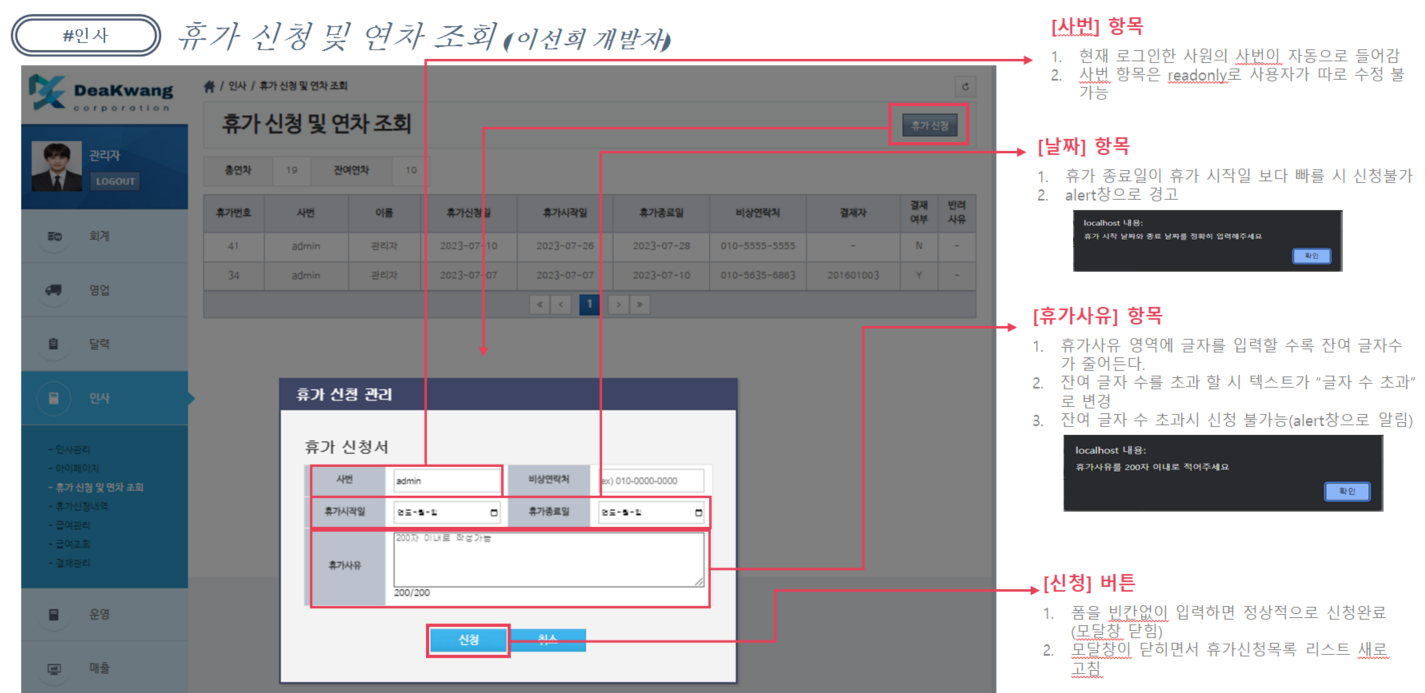 #인사
휴가 신청 및 연차 조회 (이선희 개발자)
DeaKwang
corporation
관리자
LOGOUT
회계
영업
달력
인사
- 인사관리
- 마이페이지
- 휴가 신청 및 연차 조회
- 휴가신청내역
- 급여관리
- 급여조회
- 결재관리
운영
매출
/ 인사 / 휴가 신청 및 연차 조회
휴가 신청 및 연차 조회
휴가 신청
총연차 19 잔여연차 10
휴가번호 사번 이름 휴가신청일 휴가시작일 휴가종료일 비상연락처 결재자 결재여부 반려사유
41 admin 관리자 2023-07-10 2023-07-26 2023-07-28 010-5555-5555 - N -
34 admin 관리자 2023-07-07 2023-07-07 2023-07-10 010-5635-6863 201601003 Y -
« < 1 > »
휴가 신청 관리
휴가 신청서
사번 admin 비상연락처 ex) 010-0000-0000
휴가시작일 연도-월-일 휴가종료일 연도-월-일
휴가사유 200자 이내로 작성가능
200/200
신청 취소
[사번] 항목
1. 현재 로그인한 사원의 사번이 자동으로 들어감
2. 사번 항목은 readonly로 사용자가 따로 수정 불
가능
[날짜] 항목
1. 휴가 종료일이 휴가 시작일 보다 빠를 시 신청불가
2. alert창으로 경고
localhost 내용:
휴가 시작 날짜와 종료 날짜를 정확히 입력해주세요
확인
[휴가사유] 항목
1. 휴가사유 영역에 글자를 입력할 수록 잔여 글자수
가 줄어든다.
2. 잔여 글자 수를 초과 할 시 텍스트가 "글자 수 초과"
로 변경
3. 잔여 글자 수 초과시 신청 불가능(alert창으로 알림)
localhost 내용:
휴가사유를 200자 이내로 적어주세요
확인
[신청] 버튼
1. 폼을 빈칸없이 입력하면 정상적으로 신청완료
(모달창 닫힘)
2. 모달창이 닫히면서 휴가신청목록 리스트 새로
고침